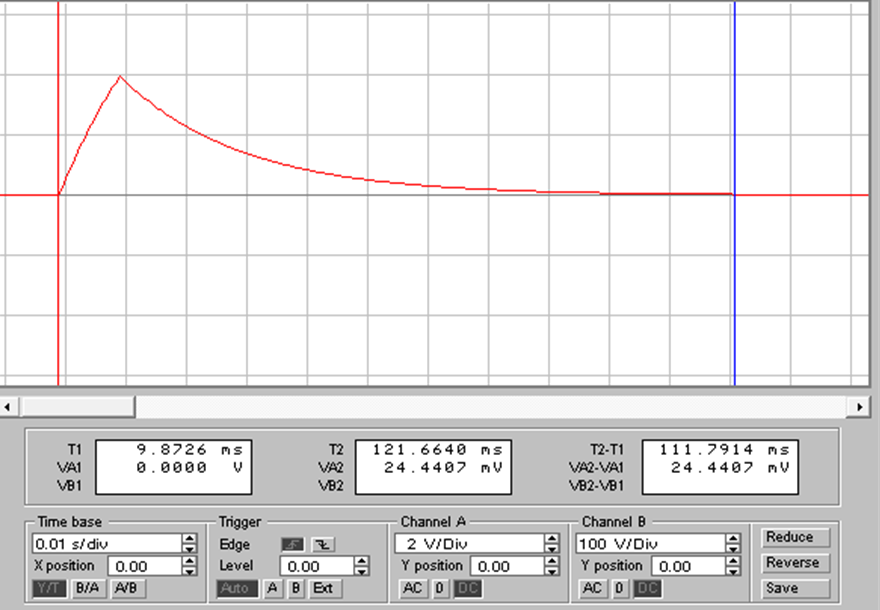 T1 9.8726 ms T2 121.6640 ms T2-T1 111.7914 ms
VA1 0.0000 V VA2 24.4407 mV VA2-VA1 24.4407 mV
VB1 VB2 VB2-VB1
Time base Trigger Channel A Channel B
0.01 s/div Edge 2 V/Div 100 V/Div Reduce
X position 0.00 Level 0.00 Y position 0.00 Y position 0.00 Reverse
Y/T B/A A/B Auto A B Ext AC 0 DC AC 0 DC Save